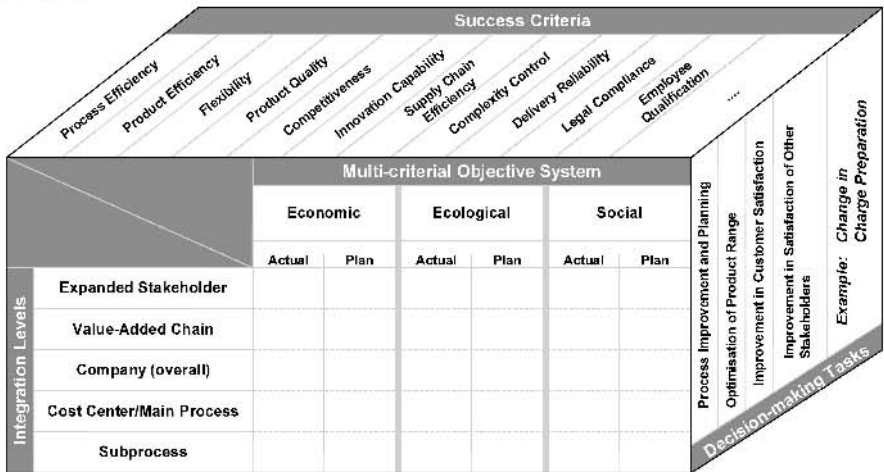 Success Criteria
Process Efficiency
Product Efficiency
Flexibility
Product Quality
Competitiveness
Innovation Capability
Supply Chain
Efficiency
Complexity Control
Delivery Reliability
Legal Compliance
Employee
Qualification
....
Multi-criterial Objective System
Economic
Ecological
Social
Actual
Plan
Actual
Plan
Actual
Plan
Integration Levels
Expanded Stakeholder
Value-Added Chain
Company (overall)
Cost Center/Main Process
Subprocess
Process Improvement and Planning
Optimisation of Product Range
Improvement in Customer Satisfaction
Improvement in Satisfaction of Other
Stakeholders
Example: Change in
Charge Preparation
Decision-making Tasks